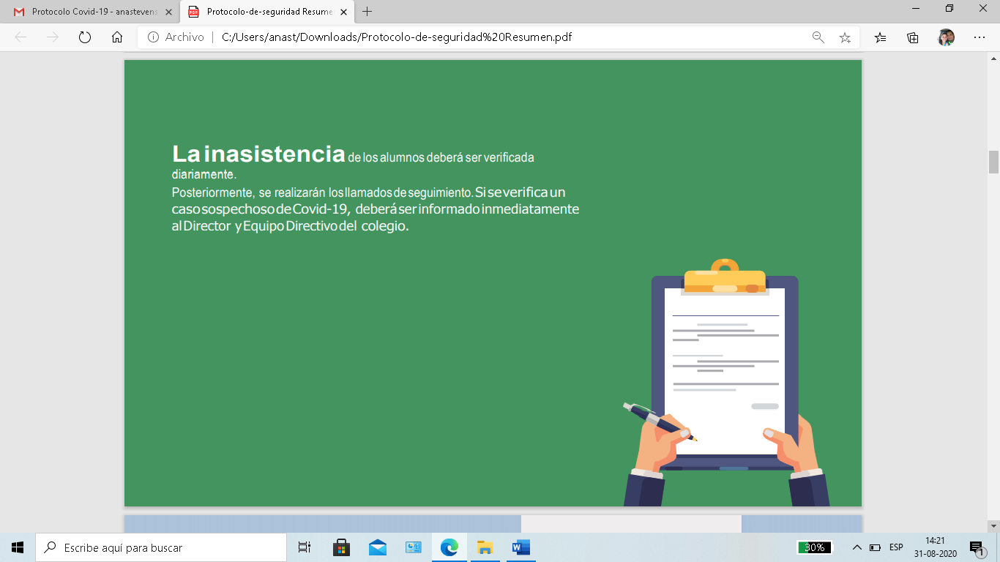 Protocolo Covid-19 - anastevens
Protocolo-de-seguridad Resume
PDF
Archivo
C:/Users/anast/Downloads/Protocolo-de-seguridad%20Resumen.pdf
La inasistencia de los alumnos deberá ser verificada
diariamente.
Posteriormente, se realizarán los llamados de seguimiento. Si se verifica un
caso sospechoso de Covid-19, deberá ser informado inmediatamente
al Director y Equipo Directivo del colegio.
Escribe aquí para buscar
30%
ESP
14:21
31-08-2020
1